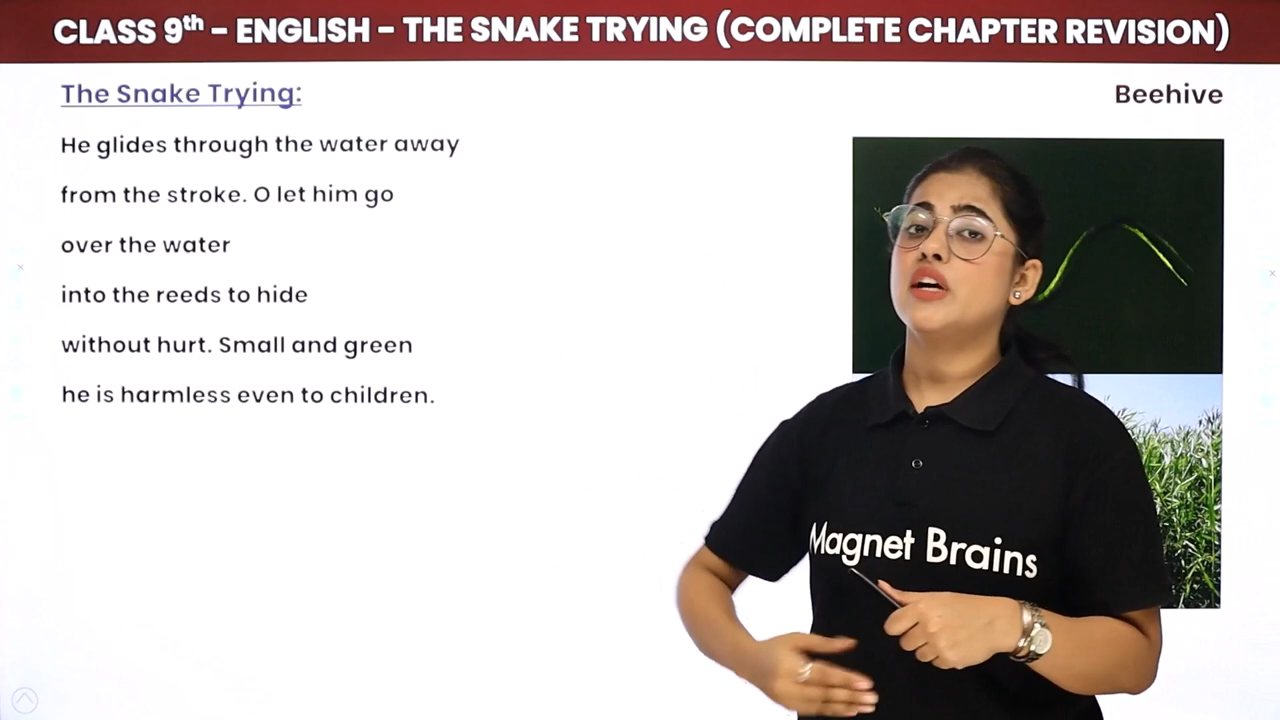 CLASS 9th – ENGLISH – THE SNAKE TRYING (COMPLETE CHAPTER REVISION)
The Snake Trying:
Beehive
He glides through the water away
from the stroke. O let him go
over the water
into the reeds to hide
without hurt. Small and green
he is harmless even to children.
Magnet Brains